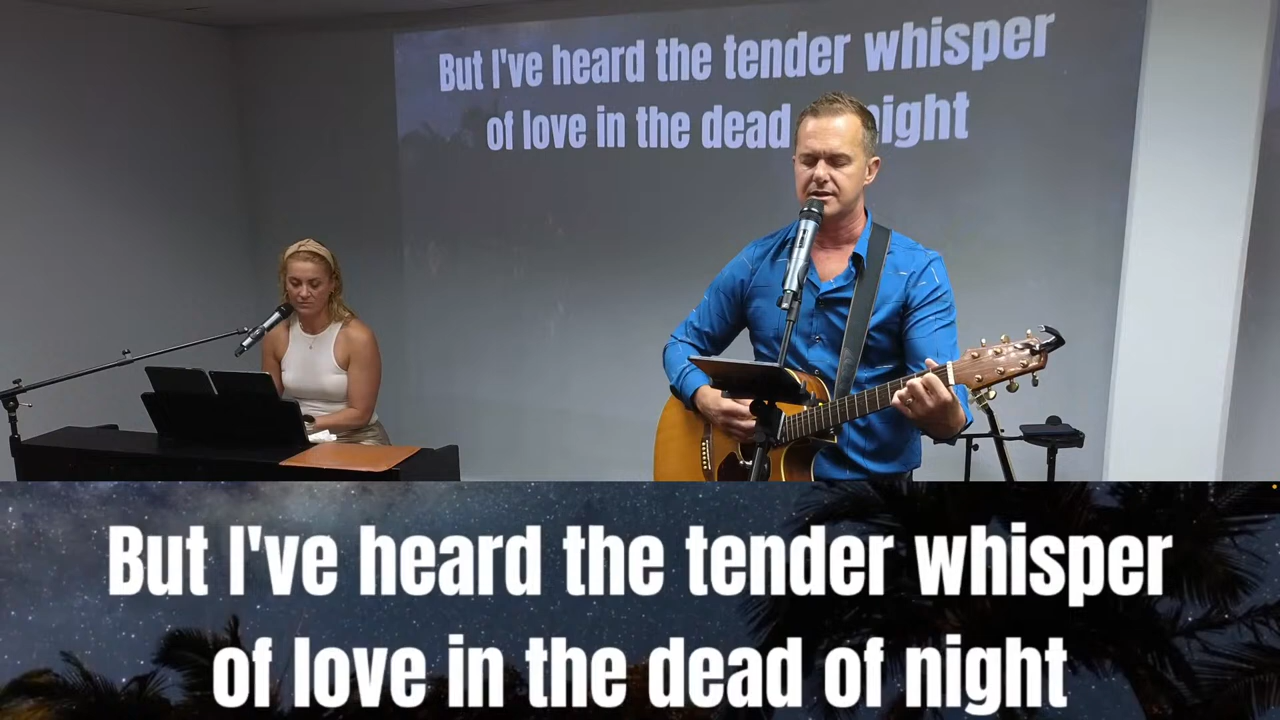 But I've heard the tender whisper
of love in the dead night
But I've heard the tender whisper
of love in the dead of night